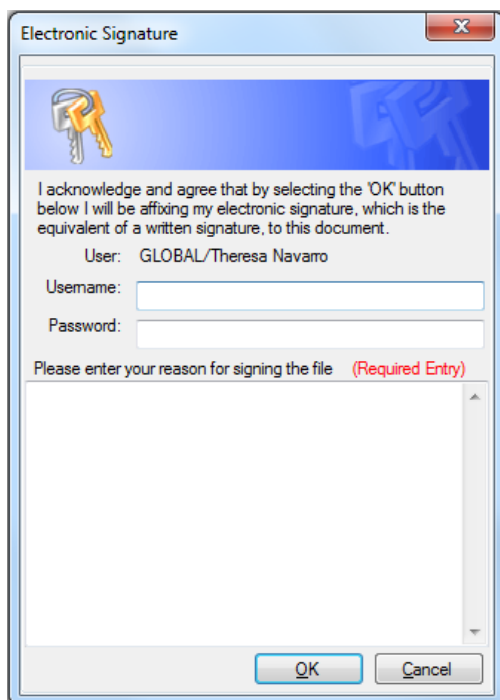 Electronic Signature
I acknowledge and agree that by selecting the 'OK' button
below I will be affixing my electronic signature, which is the
equivalent of a written signature, to this document.
User: GLOBAL/Theresa Navarro
Username:
Password:
Please enter your reason for signing the file (Required Entry)
OK Cancel